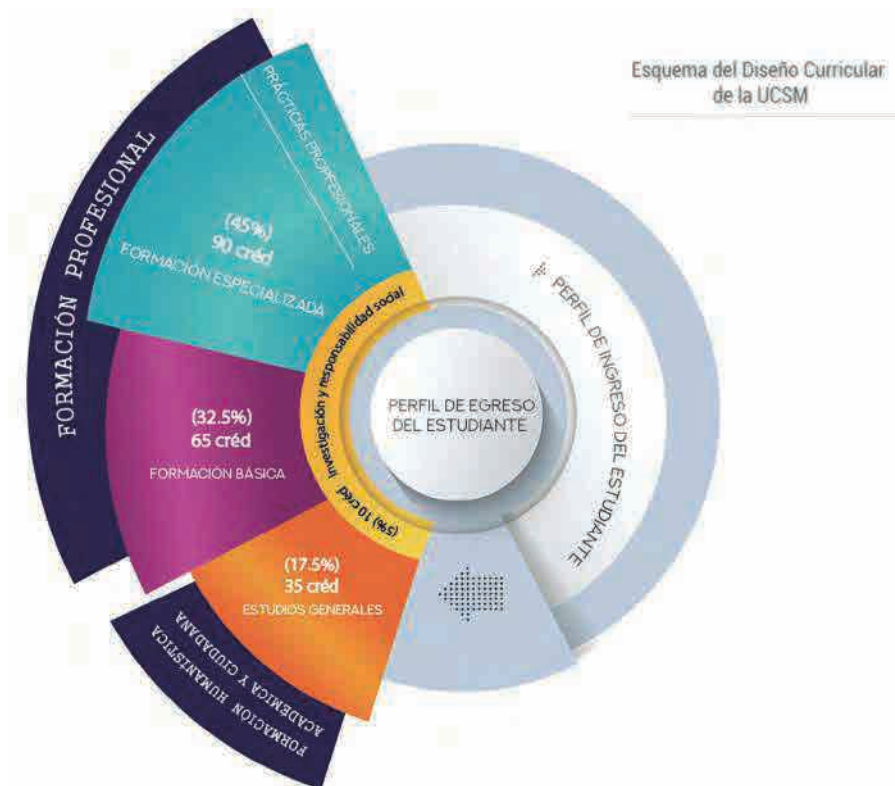 Esquema del Diseño Curricular
de la UCSM
FORMACIÓN PROFESIONAL
PRÁCTICAS PROPFESIONALES
(45%)
90 créd
FORMACIÓN ESPECIALIZADA
(32.5%)
65 créd
FORMACIÓN BÁSICA
(17.5%)
35 créd
ESTUDIOS GENERALES
FORMACIÓN HUMANÍSTICA
ACADÉMICA Y CIUDADANA
(5%) 10 créd Investigación y responsabilidad social
PERFIL DE EGRESO
DEL ESTUDIANTE
PERFIL DE INGRESO DEL ESTUDIANTE